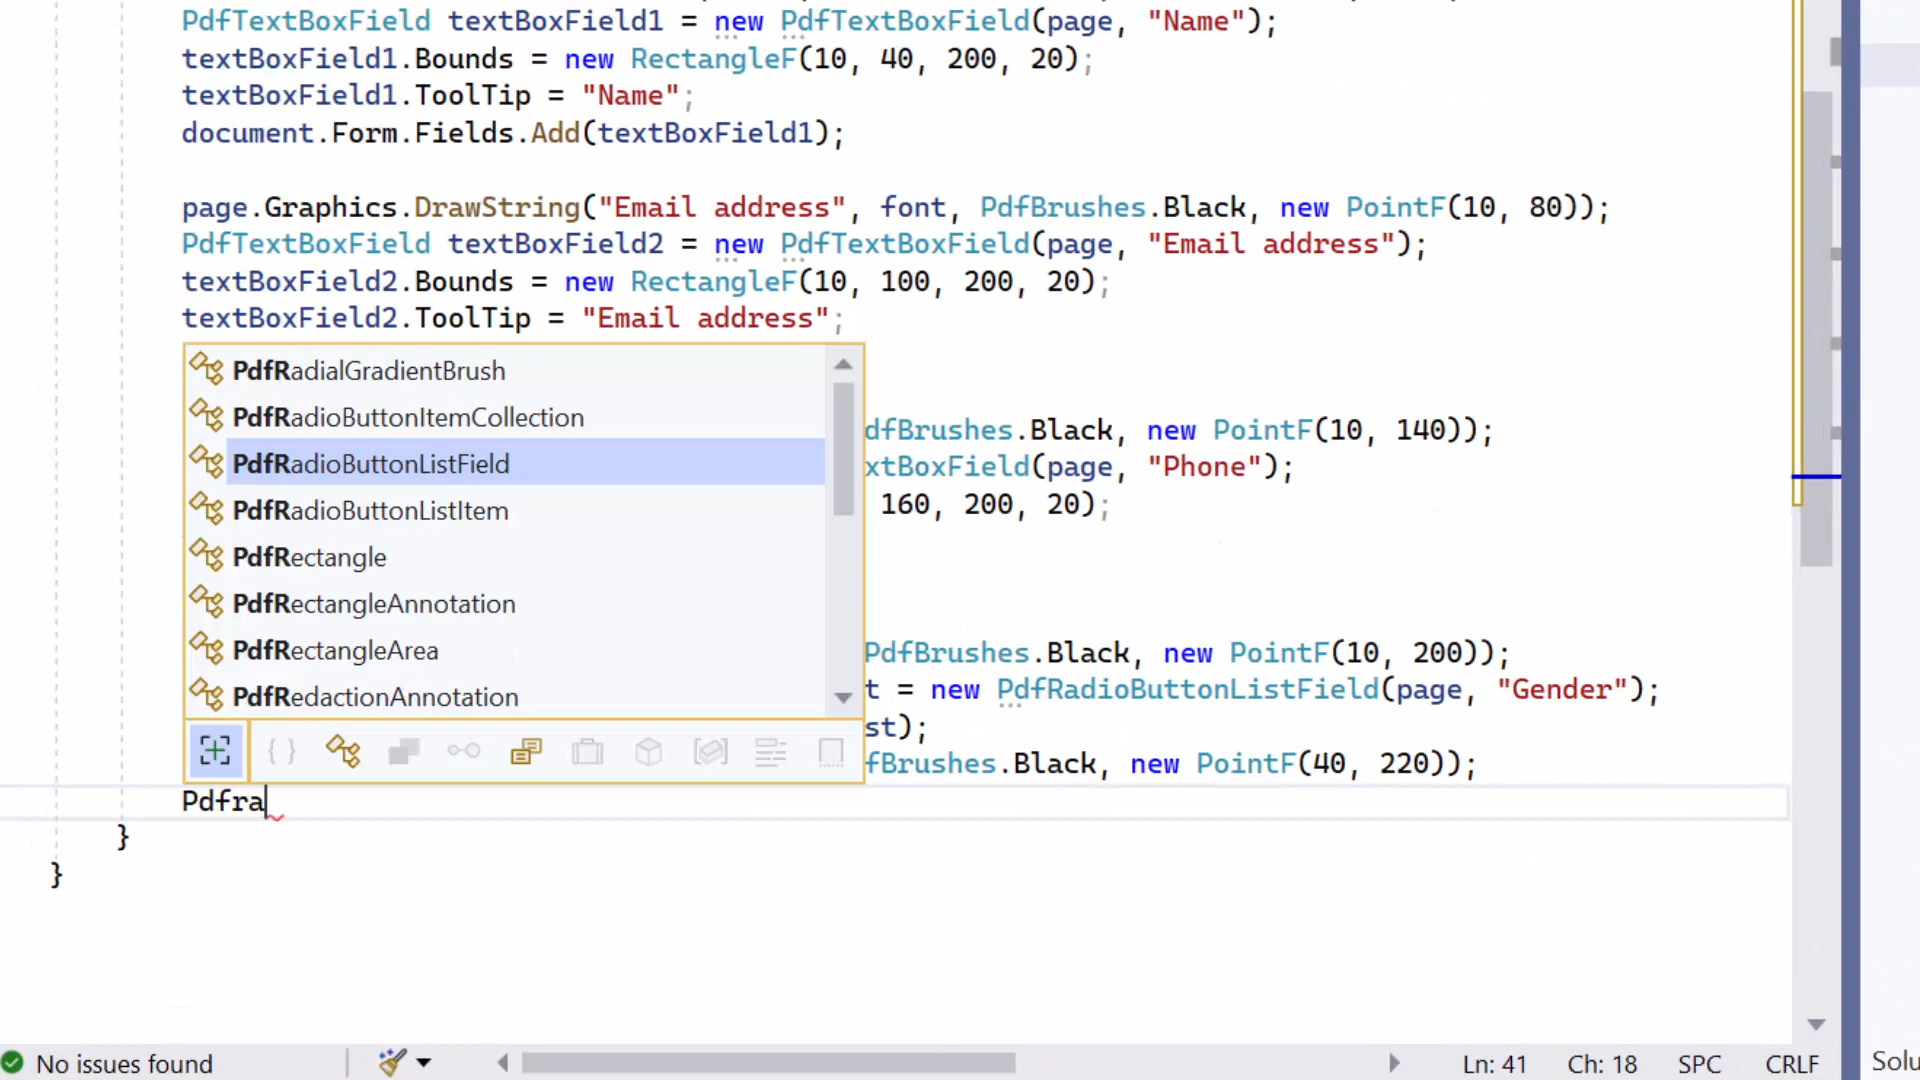 PdfTextBoxField textBoxField1 = new PdfTextBoxField(page, "Name");
textBoxField1.Bounds = new RectangleF(10, 40, 200, 20);
textBoxField1.ToolTip = "Name";
document.Form.Fields.Add(textBoxField1);
page.Graphics.DrawString("Email address", font, PdfBrushes.Black, new PointF(10, 80));
PdfTextBoxField textBoxField2 = new PdfTextBoxField(page, "Email address");
textBoxField2.Bounds = new RectangleF(10, 100, 200, 20);
textBoxField2.ToolTip = "Email address";
PdfRadialGradientBrush
PdfRadioButtonItemCollection
PdfRadioButtonListField
PdfRadioButtonListItem
PdfRectangle
PdfRectangleAnnotation
PdfRectangleArea
PdfRedactionAnnotation
dfBrushes.Black, new PointF(10, 140));
xtBoxField(page, "Phone");
160, 200, 20);
PdfBrushes.Black, new PointF(10, 200));
t = new PdfRadioButtonListField(page, "Gender");
st);
fBrushes.Black, new PointF(40, 220));
Pdfra
}
}
No issues found
Ln: 41 Ch: 18 SPC CRLF
Solu